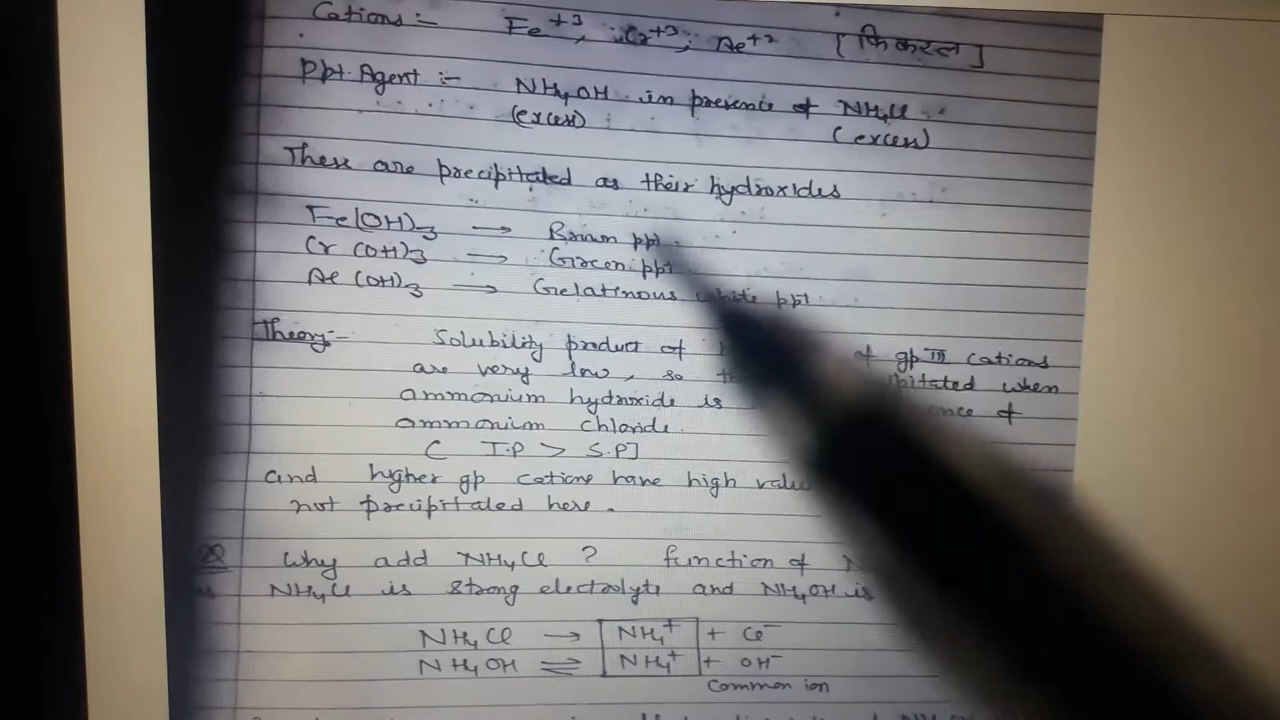 Cations :- Fe+3, Cr+3, Al+3 [फिकरल]
ppt. Agent :- NH4OH in presence of NH4Cl
(excess) (excess)
These are precipitated as their hydroxides
Fe(OH)3 → Brown ppt.
Cr (OH)3 → Green ppt
Al (OH)3 → Gelatinous white ppt.
Theory:- Solubility product of of gp III cations
are very low, so when
ammonium hydroxide is of
ammonium chloride.
( I.P > S.P]
and higher gp cations have high
not precipitated here.
Q Why add NH4Cl ? function of
NH4Cl is strong electrolyte and NH4OH is
NH4Cl → NH4+ + Cl-
NH4OH ⇌ NH4+ + OH-
Common ion